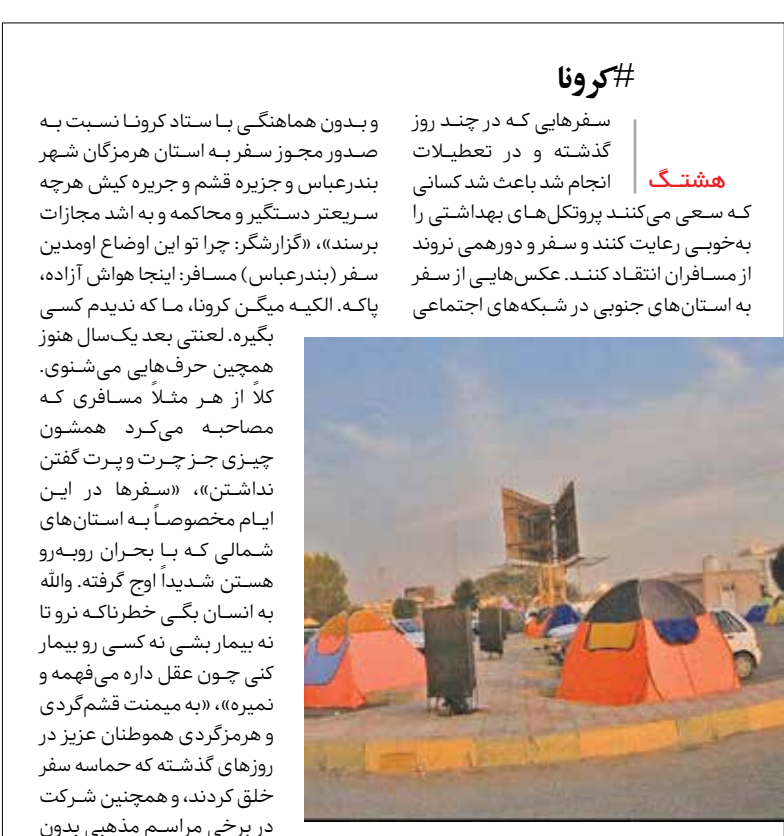 #کرونا
هشتگ
سفرهایی که در چند روز
گذشته و در تعطیلات
انجام شد باعث شد کسانی
که سعی می‌کنند پروتکل‌های بهداشتی را
به‌خوبی رعایت کنند و سفر و دورهمی نروند
از مسافران انتقاد کنند. عکس‌هایی از سفر
به استان‌های جنوبی در شبکه‌های اجتماعی
و بدون هماهنگی با ستاد کرونا نسبت به
صدور مجوز سفر به استان هرمزگان شهر
بندرعباس و جزیره قشم و جریره کیش هرچه
سریعتر دستگیر و محاکمه و به اشد مجازات
برسند»، «گزارشگر: چرا تو این اوضاع اومدین
سفر (بندرعباس) مسافر: اینجا هواش آزاده،
پاکه. الکیه میگن کرونا، ما که ندیدم کسی
بگیره. لعنتی بعد یک‌سال هنوز
همچین حرف‌هایی می‌شنوی.
کلاً از هر مثلاً مسافری که
مصاحبه می‌کرد همشون
چیزی جز چرت و پرت گفتن
نداشتن»، «سفرها در این
ایام مخصوصاً به استان‌های
شمالی که با بحران روبه‌رو
هستن شدیداً اوج گرفته. والله
به انسان بگی خطرناکه نرو تا
نه بیمار بشی نه کسی رو بیمار
کنی چون عقل داره می‌فهمه و
نمیره»، «به میمنت قشم‌گردی
و هرمزگردی هموطنان عزیز در
روزهای گذشته که حماسه سفر
خلق کردند، و همچنین شرکت
در برخی مراسم مذهبی بدون